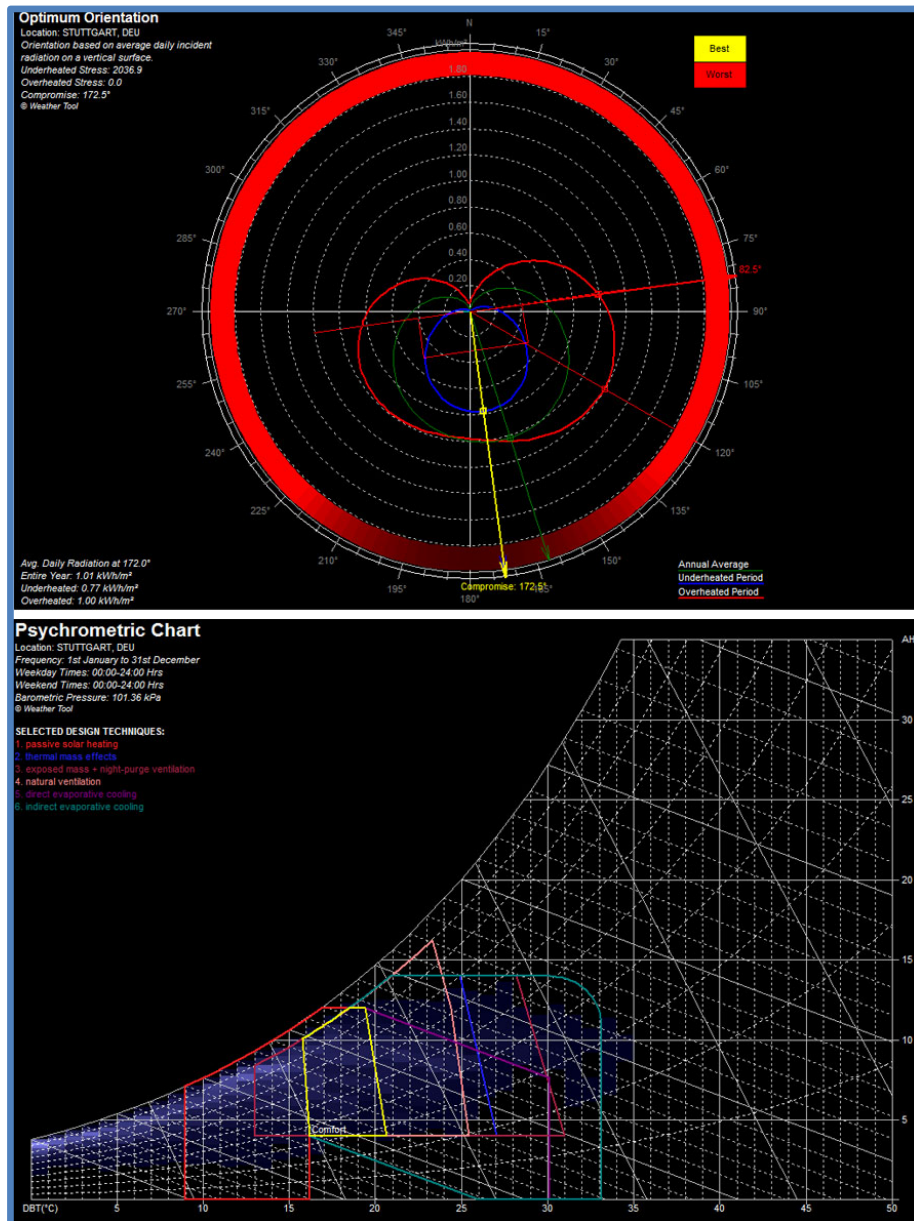 Optimum Orientation
Location: STUTTGART, DEU
Orientation based on average daily incident
radiation on a vertical surface.
Underheated Stress: 2036.9
Overheated Stress: 0.0
Compromise: 172.5°
© Weather Tool
N
15°
30°
45°
60°
75°
82.5°
90°
105°
120°
135°
150°
165°
180°
195°
210°
225°
240°
255°
270°
285°
300°
315°
330°
345°
kWh/m²
1.80
1.60
1.40
1.20
1.00
0.80
0.60
0.40
0.20
Best
Worst
Compromise: 172.5°
Avg. Daily Radiation at 172.0°
Entire Year: 1.01 kWh/m²
Underheated: 0.77 kWh/m²
Overheated: 1.00 kWh/m²
Annual Average
Underheated Period
Overheated Period
Psychrometric Chart
Location: STUTTGART, DEU
Frequency: 1st January to 31st December
Weekday Times: 00:00-24:00 Hrs
Weekend Times: 00:00-24:00 Hrs
Barometric Pressure: 101.36 kPa
© Weather Tool
SELECTED DESIGN TECHNIQUES:
1. passive solar heating
2. thermal mass effects
3. exposed mass + night-purge ventilation
4. natural ventilation
5. direct evaporative cooling
6. indirect evaporative cooling
AH
30
25
20
15
10
5
Comfort
DBT(°C)
5
10
15
20
25
30
35
40
45
50